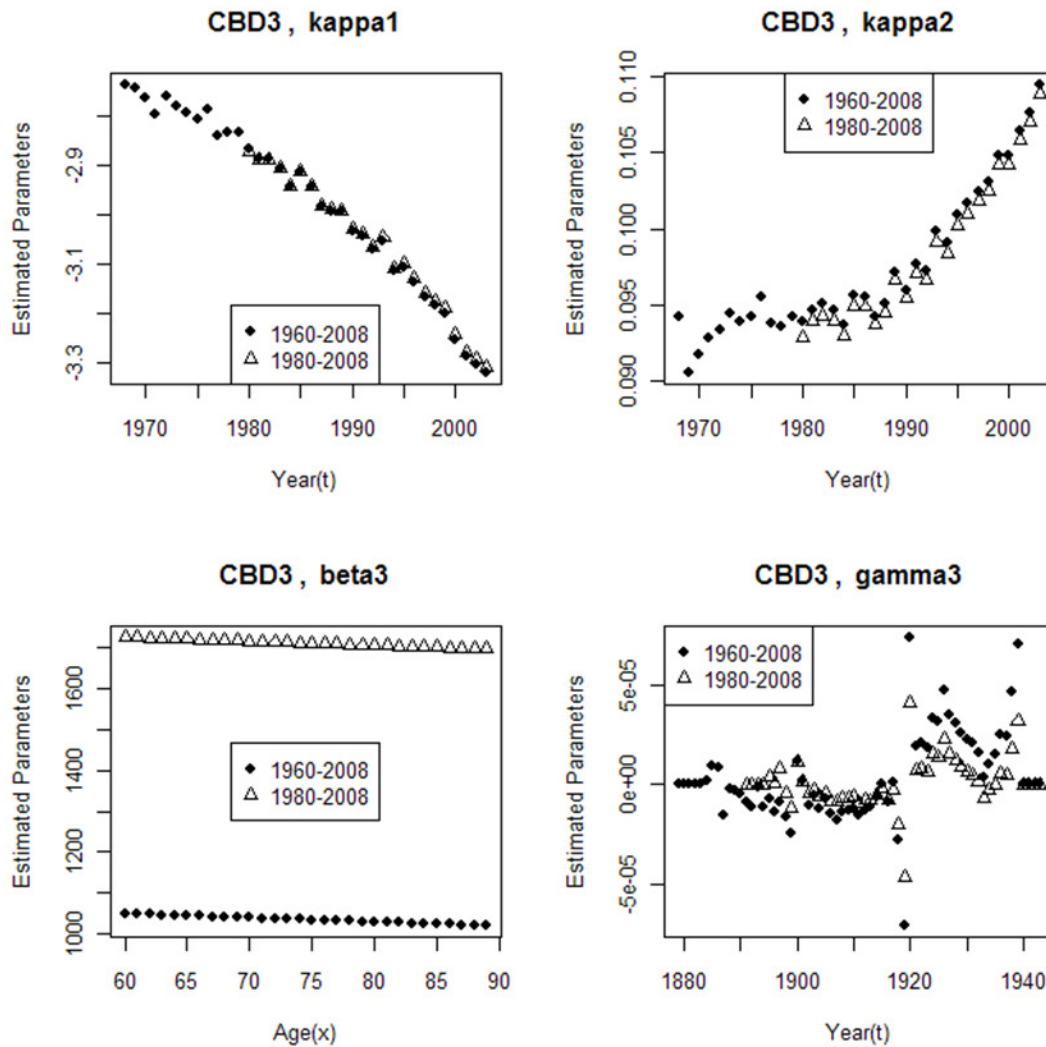 CBD3 , kappa1
Estimated Parameters
-2.9
-3.1
-3.3
1960-2008
1980-2008
1970 1980 1990 2000
Year(t)
CBD3 , kappa2
Estimated Parameters
0.110
0.105
0.100
0.095
0.090
1960-2008
1980-2008
1970 1980 1990 2000
Year(t)
CBD3 , beta3
Estimated Parameters
1600
1400
1200
1000
1960-2008
1980-2008
60 65 70 75 80 85 90
Age(x)
CBD3 , gamma3
Estimated Parameters
5e-05
0e+00
-5e-05
1960-2008
1980-2008
1880 1900 1920 1940
Year(t)